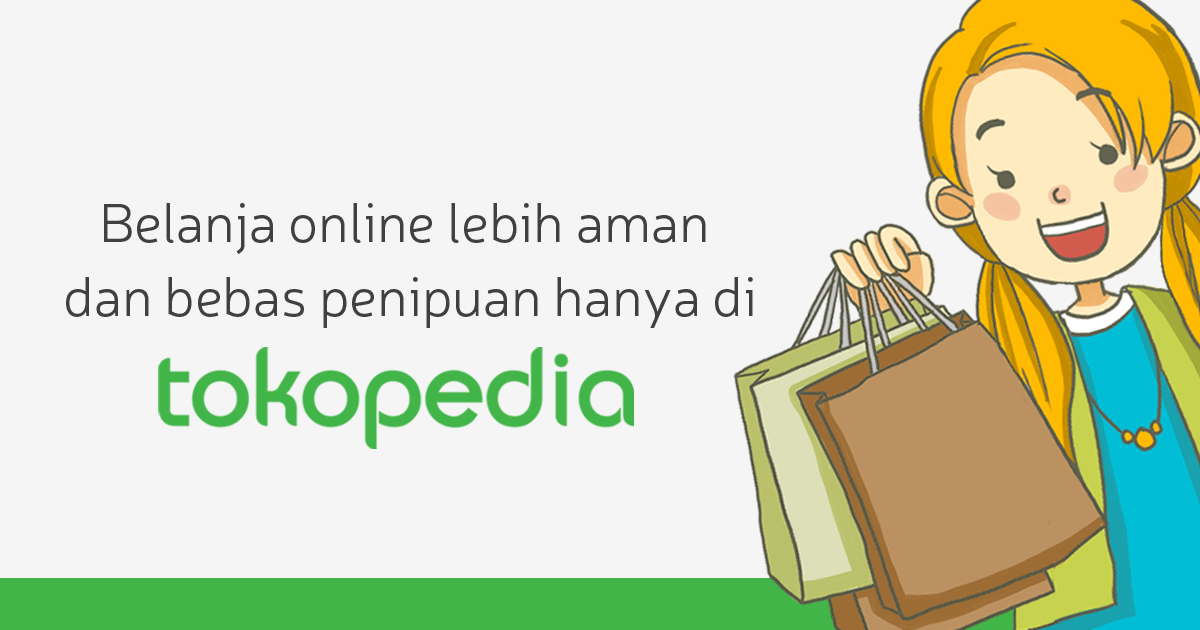 Belanja online lebih aman
dan bebas penipuan hanya di
tokopedia